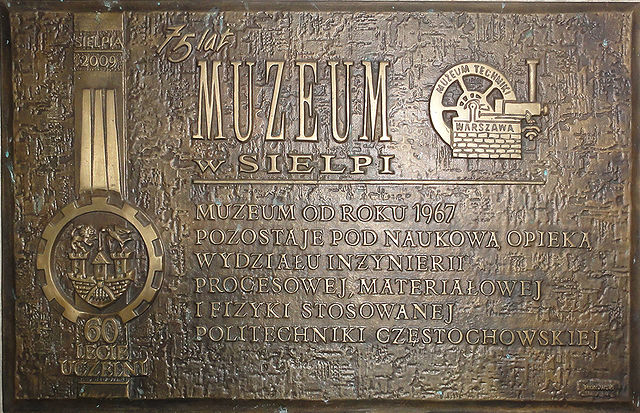 SIELPIA
2009
75 lat
MUZEUM
W SIELPI
MUZEUM TECHNIKI
WARSZAWA
MUZEUM OD ROKU 1967
POZOSTAJE POD NAUKOWĄ OPIEKĄ
WYDZIAŁU INŻYNIERII
PROCESOWEJ, MATERIAŁOWEJ
I FIZYKI STOSOWANEJ
POLITECHNIKI CZĘSTOCHOWSKIEJ
60
LECIE
UCZELNI